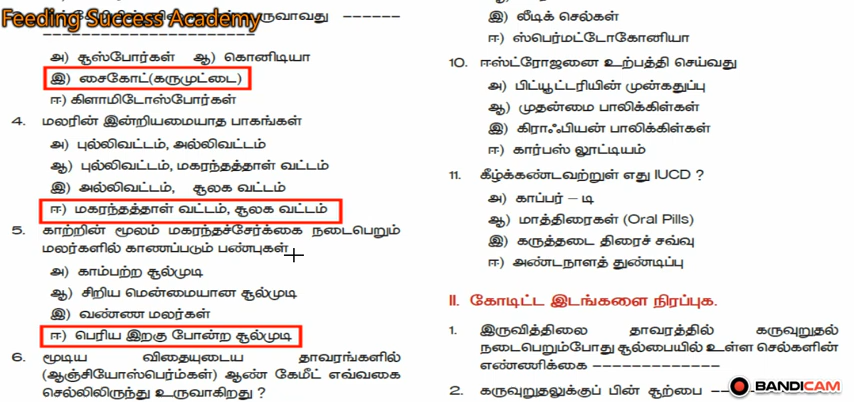 Feeding Success Academy
ருவாவது ––––––
––––––––––––––––––––
அ) சூஸ்போர்கள் ஆ) கொனிடியா
இ) சைகோட்(கருமுட்டை)
ஈ) கிளாமிடோஸ்போர்கள்
4. மலரின் இன்றியமையாத பாகங்கள்
அ) புல்லிவட்டம், அல்லிவட்டம்
ஆ) புல்லிவட்டம், மகரந்தத்தாள் வட்டம்
இ) அல்லிவட்டம், சூலக வட்டம்
ஈ) மகரந்தத்தாள் வட்டம், சூலக வட்டம்
5. காற்றின் மூலம் மகரந்தச்சேர்க்கை நடைபெறும்
மலர்களில் காணப்படும் பண்புகள்
அ) காம்பற்ற சூல்முடி
ஆ) சிறிய மென்மையான சூல்முடி
இ) வண்ண மலர்கள்
ஈ) பெரிய இறகு போன்ற சூல்முடி
6. மூடிய விதையுடைய தாவரங்களில்
(ஆஞ்சியோஸ்பெர்ம்கள்) ஆண் கேமீட் எவ்வகை
செல்லிலிருந்து உருவாகிறது ?
இ) லீடிக் செல்கள்
ஈ) ஸ்பெர்மட்டோகோனியா
10. ஈஸ்ட்ரோஜனை உற்பத்தி செய்வது
அ) பிட்யூட்டரியின் முன்கதுப்பு
ஆ) முதன்மை பாலிக்கிள்கள்
இ) கிராஃபியன் பாலிக்கிள்கள்
ஈ) கார்பஸ் லூட்டியம்
11. கீழ்க்கண்டவற்றுள் எது IUCD ?
அ) காப்பர் – டி
ஆ) மாத்திரைகள் (Oral Pills)
இ) கருத்தடை திரைச் சவ்வு
ஈ) அண்டநாளத் துண்டிப்பு
II. கோடிட்ட இடங்களை நிரப்புக.
1. இருவித்திலை தாவரத்தில் கருவுறுதல்
நடைபெறும்போது சூல்பையில் உள்ள செல்களின்
எண்ணிக்கை –––––––––––––
2. கருவுறுதலுக்குப் பின் சூற்பை –––
BANDICAM